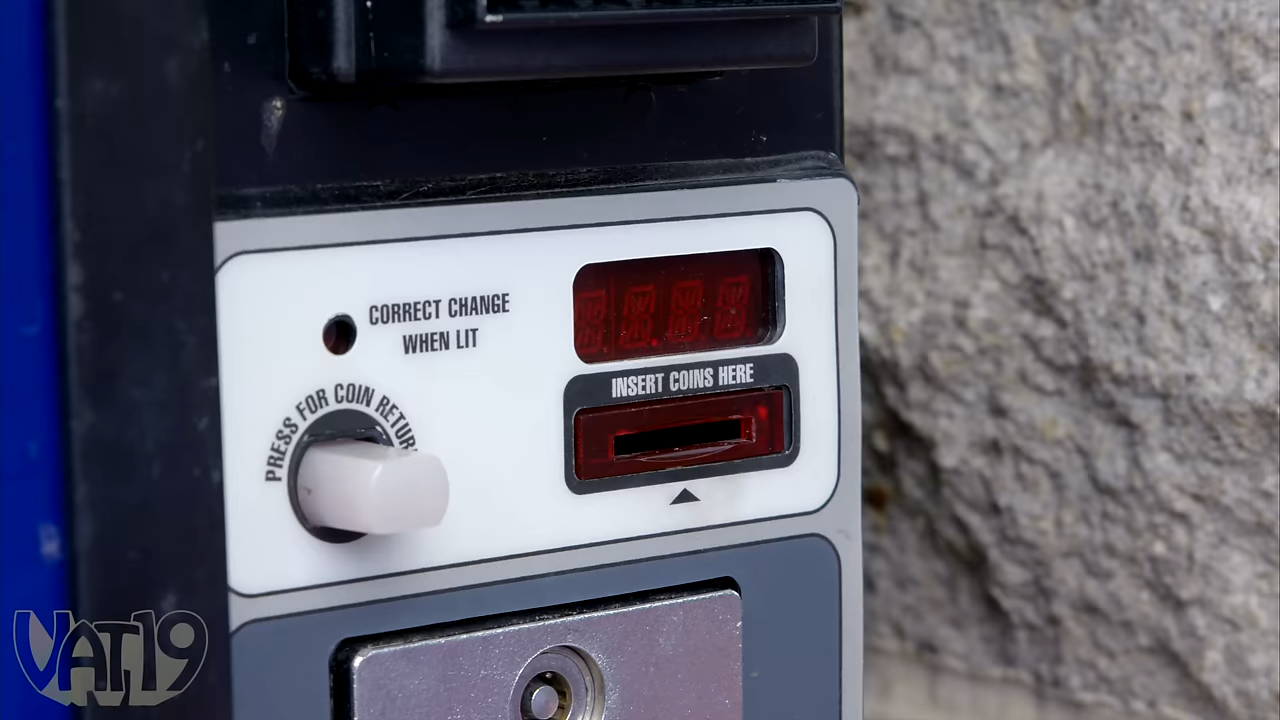 CORRECT CHANGE
WHEN LIT
PRESS FOR COIN RETURN
INSERT COINS HERE
VAT19